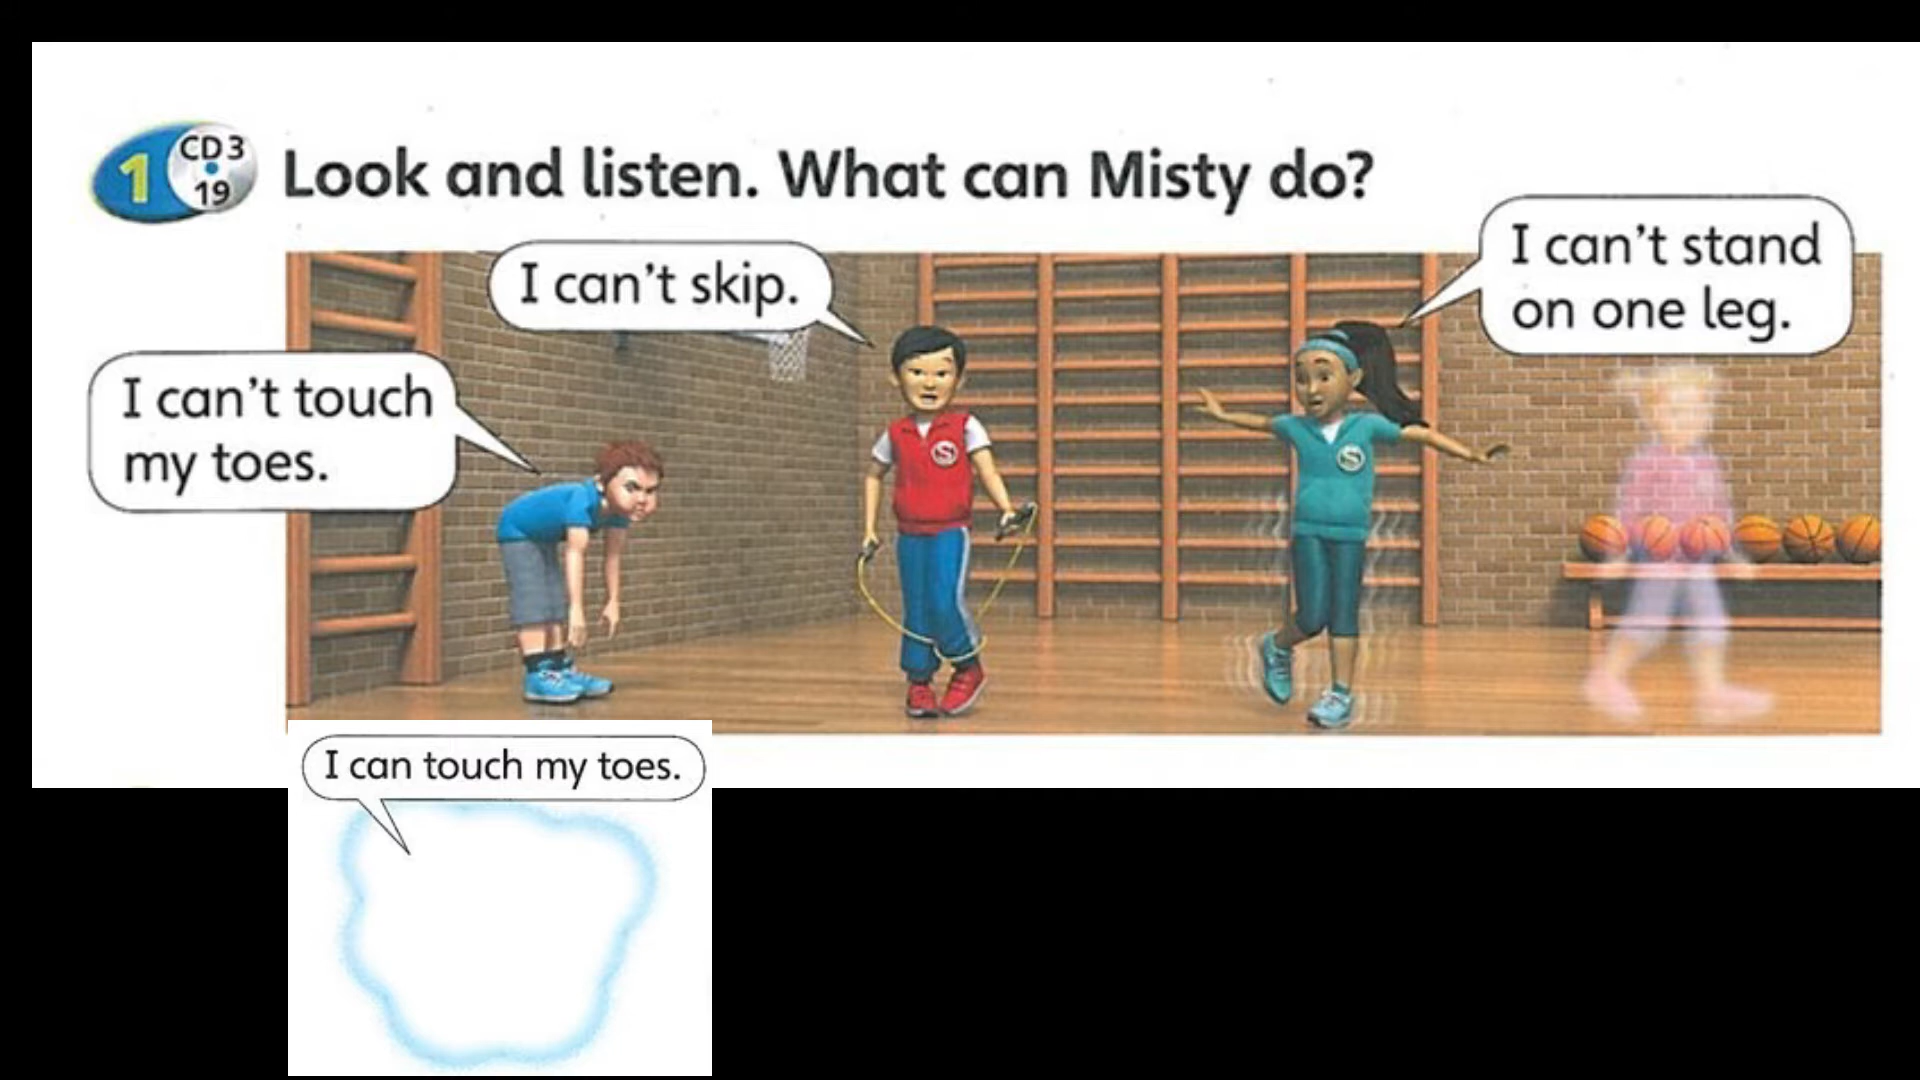 1
CD 3
19
Look and listen. What can Misty do?
I can't skip.
I can't stand
on one leg.
I can't touch
my toes.
S
S
I can touch my toes.